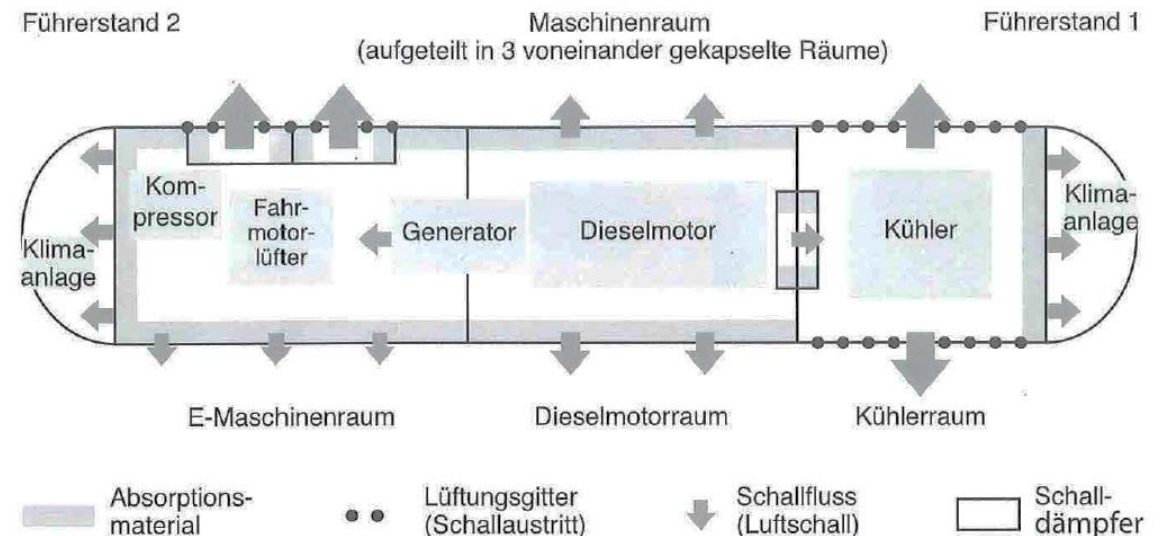 Führerstand 2
Maschinenraum
(aufgeteilt in 3 voneinander gekapselte Räume)
Führerstand 1
Kom-
pressor
Klima-
anlage
Fahr-
motor-
lüfter
Generator
Dieselmotor
Kühler
Klima-
anlage
E-Maschinenraum
Dieselmotorraum
Kühlerraum
Absorptions-
material
Lüftungsgitter
(Schallaustritt)
Schallfluss
(Luftschall)
Schall-
dämpfer